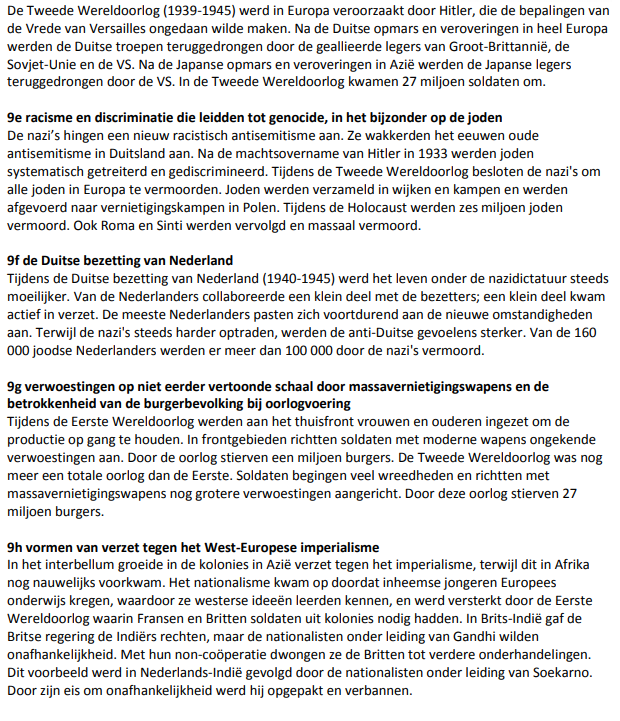 De Tweede Wereldoorlog (1939-1945) werd in Europa veroorzaakt door Hitler, die de bepalingen van
de Vrede van Versailles ongedaan wilde maken. Na de Duitse opmars en veroveringen in heel Europa
werden de Duitse troepen teruggedrongen door de geallieerde legers van Groot-Brittannië, de
Sovjet-Unie en de VS. Na de Japanse opmars en veroveringen in Azië werden de Japanse legers
teruggedrongen door de VS. In de Tweede Wereldoorlog kwamen 27 miljoen soldaten om.
9e racisme en discriminatie die leidden tot genocide, in het bijzonder op de joden
De nazi's hingen een nieuw racistisch antisemitisme aan. Ze wakkerden het eeuwen oude
antisemitisme in Duitsland aan. Na de machtsovername van Hitler in 1933 werden joden
systematisch getreiterd en gediscrimineerd. Tijdens de Tweede Wereldoorlog besloten de nazi's om
alle joden in Europa te vermoorden. Joden werden verzameld in wijken en kampen en werden
afgevoerd naar vernietigingskampen in Polen. Tijdens de Holocaust werden zes miljoen joden
vermoord. Ook Roma en Sinti werden vervolgd en massaal vermoord.
9f de Duitse bezetting van Nederland
Tijdens de Duitse bezetting van Nederland (1940-1945) werd het leven onder de nazidictatuur steeds
moeilijker. Van de Nederlanders collaboreerde een klein deel met de bezetters; een klein deel kwam
actief in verzet. De meeste Nederlanders pasten zich voortdurend aan de nieuwe omstandigheden
aan. Terwijl de nazi's steeds harder optraden, werden de anti-Duitse gevoelens sterker. Van de 160
000 joodse Nederlanders werden er meer dan 100 000 door de nazi's vermoord.
9g verwoestingen op niet eerder vertoonde schaal door massavernietigingswapens en de
betrokkenheid van de burgerbevolking bij oorlogvoering
Tijdens de Eerste Wereldoorlog werden aan het thuisfront vrouwen en ouderen ingezet om de
productie op gang te houden. In frontgebieden richtten soldaten met moderne wapens ongekende
verwoestingen aan. Door de oorlog stierven een miljoen burgers. De Tweede Wereldoorlog was nog
meer een totale oorlog dan de Eerste. Soldaten begingen veel wreedheden en richtten met
massavernietigingswapens nog grotere verwoestingen aangericht. Door deze oorlog stierven 27
miljoen burgers.
9h vormen van verzet tegen het West-Europese imperialisme
In het interbellum groeide in de kolonies in Azië verzet tegen het imperialisme, terwijl dit in Afrika
nog nauwelijks voorkwam. Het nationalisme kwam op doordat inheemse jongeren Europees
onderwijs kregen, waardoor ze westerse ideeën leerden kennen, en werd versterkt door de Eerste
Wereldoorlog waarin Fransen en Britten soldaten uit kolonies nodig hadden. In Brits-Indië gaf de
Britse regering de Indiërs rechten, maar de nationalisten onder leiding van Gandhi wilden
onafhankelijkheid. Met hun non-coöperatie dwongen ze de Britten tot verdere onderhandelingen.
Dit voorbeeld werd in Nederlands-Indië gevolgd door de nationalisten onder leiding van Soekarno.
Door zijn eis om onafhankelijkheid werd hij opgepakt en verbannen.